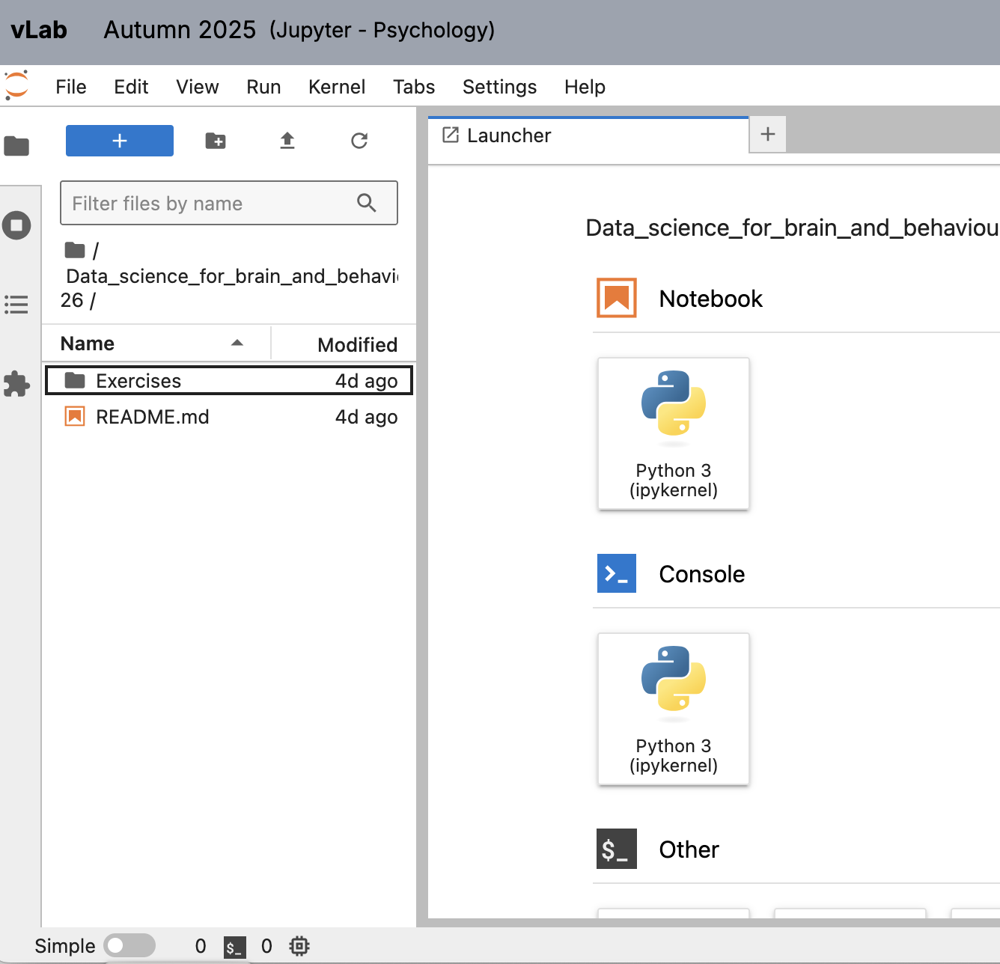 vLab Autumn 2025 (Jupyter - Psychology)
File Edit View Run Kernel Tabs Settings Help
+
Launcher +
Filter files by name
/
Data_science_for_brain_and_behavi
26 /
Name Modified
Exercises 4d ago
README.md 4d ago
Data_science_for_brain_and_behaviou
Notebook
Python 3
(ipykernel)
Console
Python 3
(ipykernel)
$_ Other
Simple 0 $_ 0